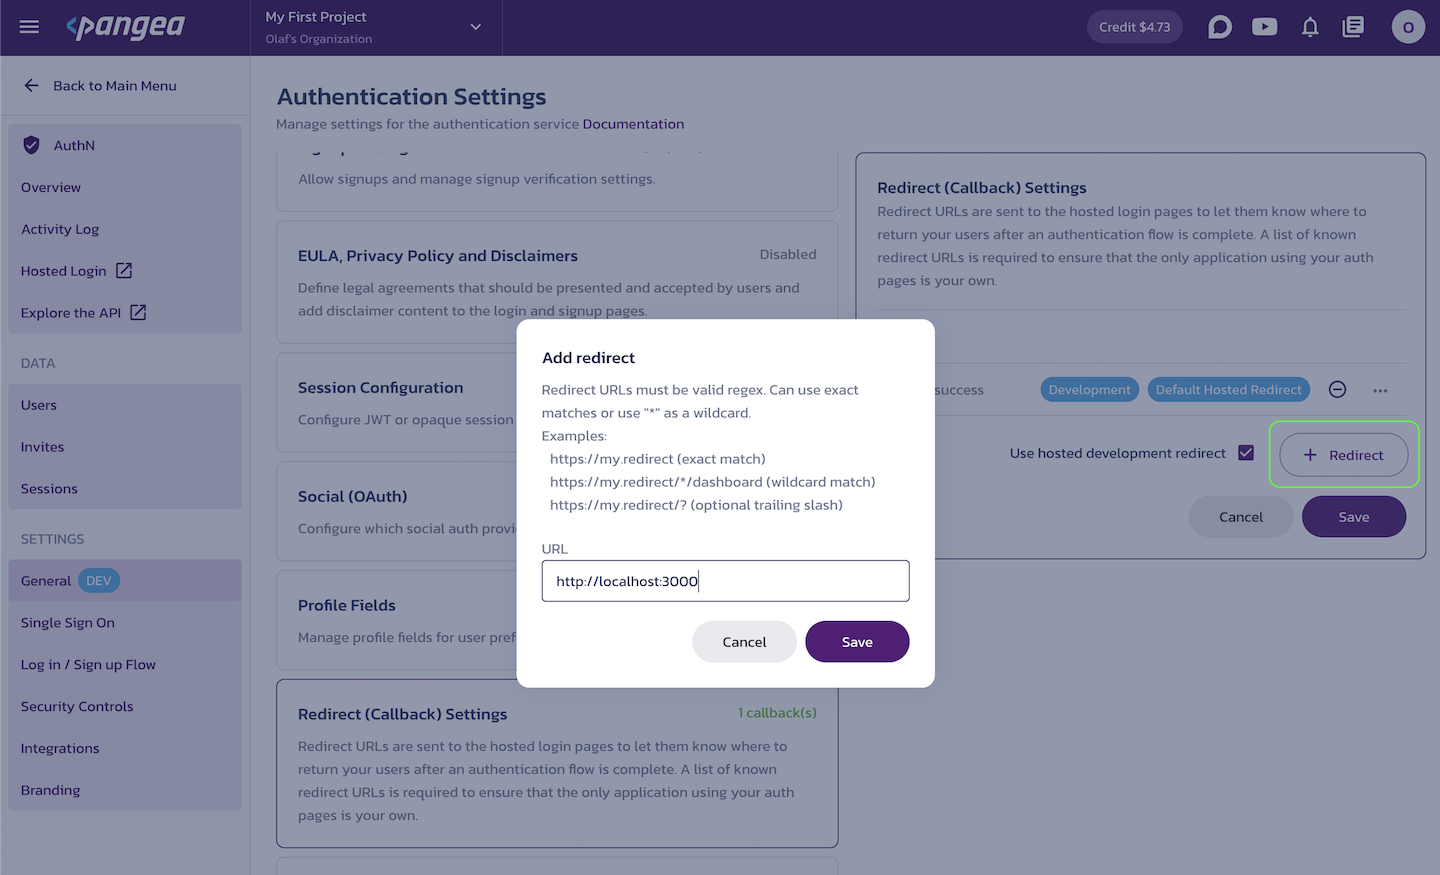 pangea
My First Project
Olaf's Organization
Credit $4.73
O
Back to Main Menu
AuthN
Overview
Activity Log
Hosted Login
Explore the API
DATA
Users
Invites
Sessions
SETTINGS
General DEV
Single Sign On
Log in / Sign up Flow
Security Controls
Integrations
Branding
Authentication Settings
Manage settings for the authentication service Documentation
Allow signups and manage signup verification settings.
EULA, Privacy Policy and Disclaimers
Disabled
Define legal agreements that should be presented and accepted by users and
add disclaimer content to the login and signup pages.
Session Configuration
Configure JWT or opaque session
Social (OAuth)
Configure which social auth provi
Profile Fields
Manage profile fields for user pref
Redirect (Callback) Settings
1 callback(s)
Redirect URLs are sent to the hosted login pages to let them know where to
return your users after an authentication flow is complete. A list of known
redirect URLs is required to ensure that the only application using your auth
pages is your own.
Redirect (Callback) Settings
Redirect URLs are sent to the hosted login pages to let them know where to
return your users after an authentication flow is complete. A list of known
redirect URLs is required to ensure that the only application using your auth
pages is your own.
success
Development
Default Hosted Redirect
Use hosted development redirect
+ Redirect
Cancel
Save
Add redirect
Redirect URLs must be valid regex. Can use exact
matches or use "*" as a wildcard.
Examples:
https://my.redirect (exact match)
https://my.redirect/*/dashboard (wildcard match)
https://my.redirect/? (optional trailing slash)
URL
http://localhost:3000
Cancel
Save